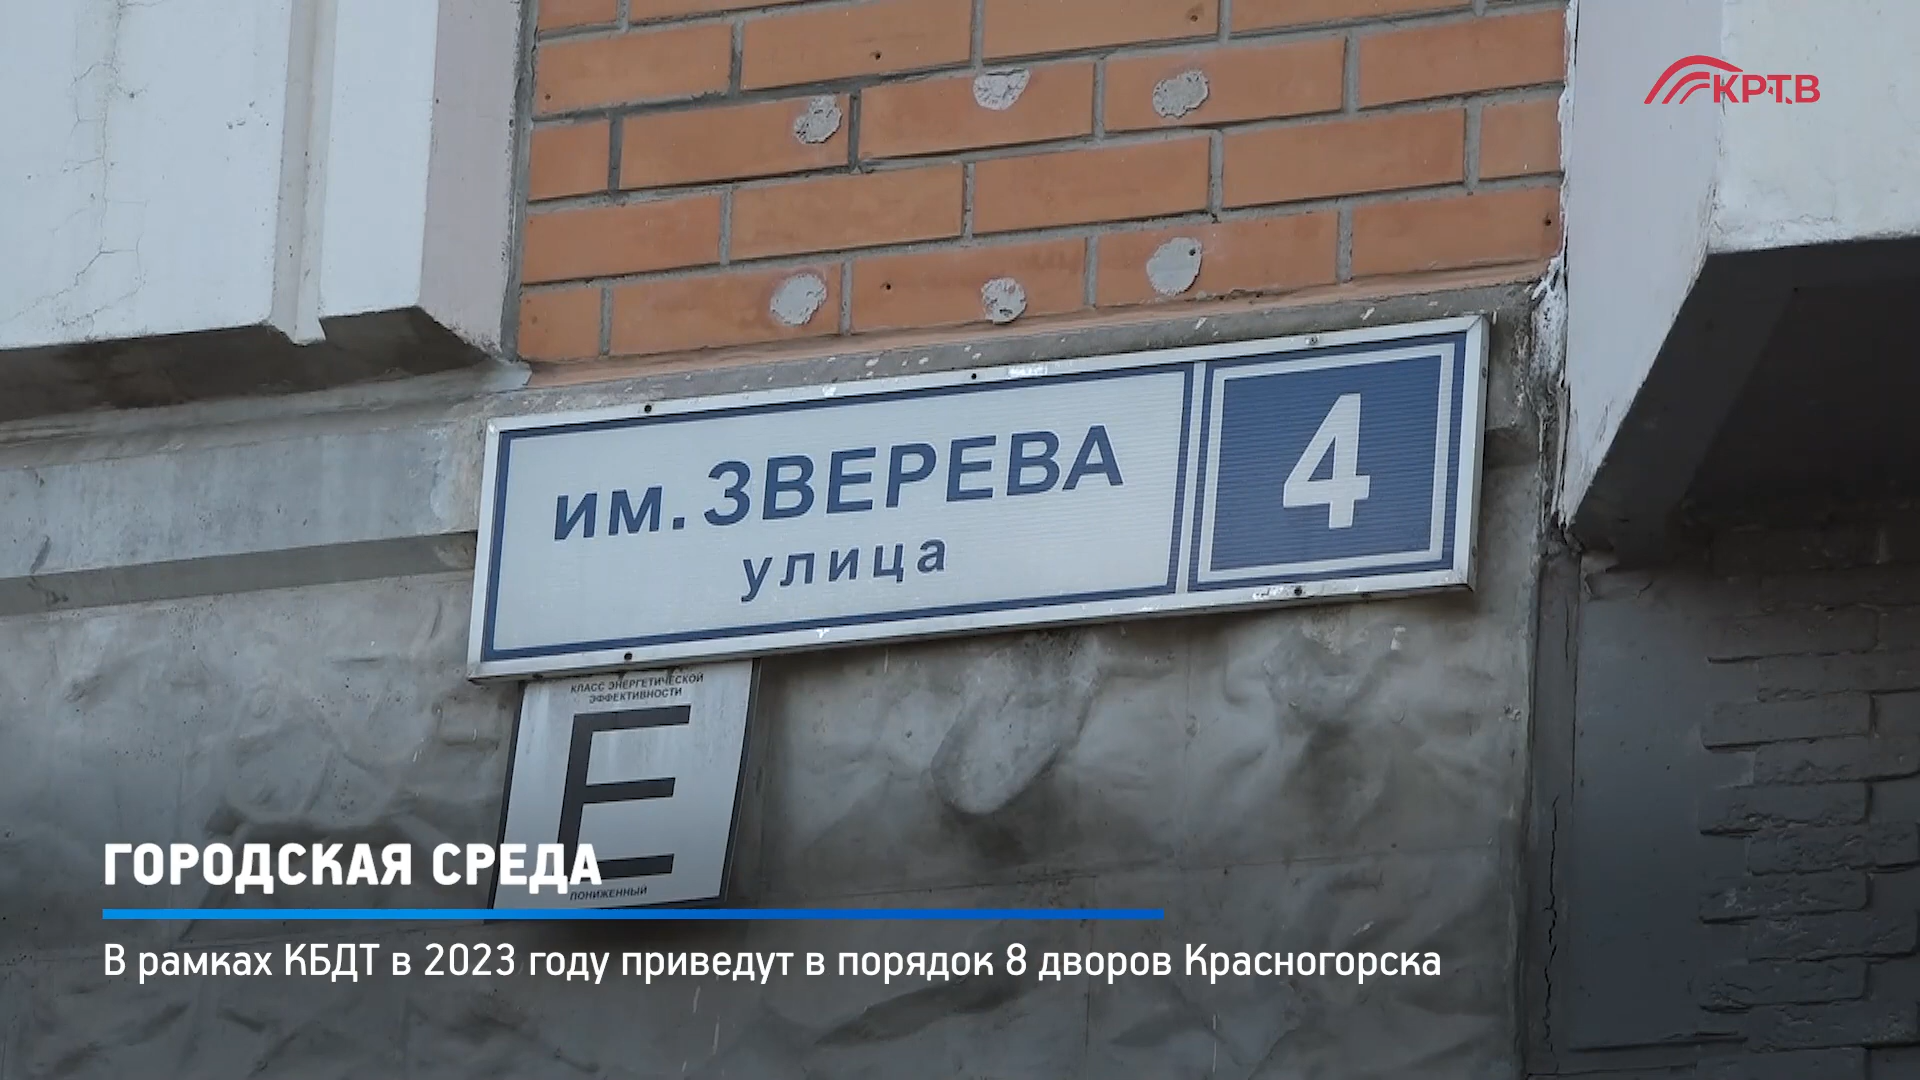 КРТВ
им. ЗВЕРЕВА
улица
4
КЛАСС ЭНЕРГЕТИЧЕСКОЙ
ЭФФЕКТИВНОСТИ
E
ПОНИЖЕННЫЙ
ГОРОДСКАЯ СРЕДА
В рамках КБДТ в 2023 году приведут в порядок 8 дворов Красногорска